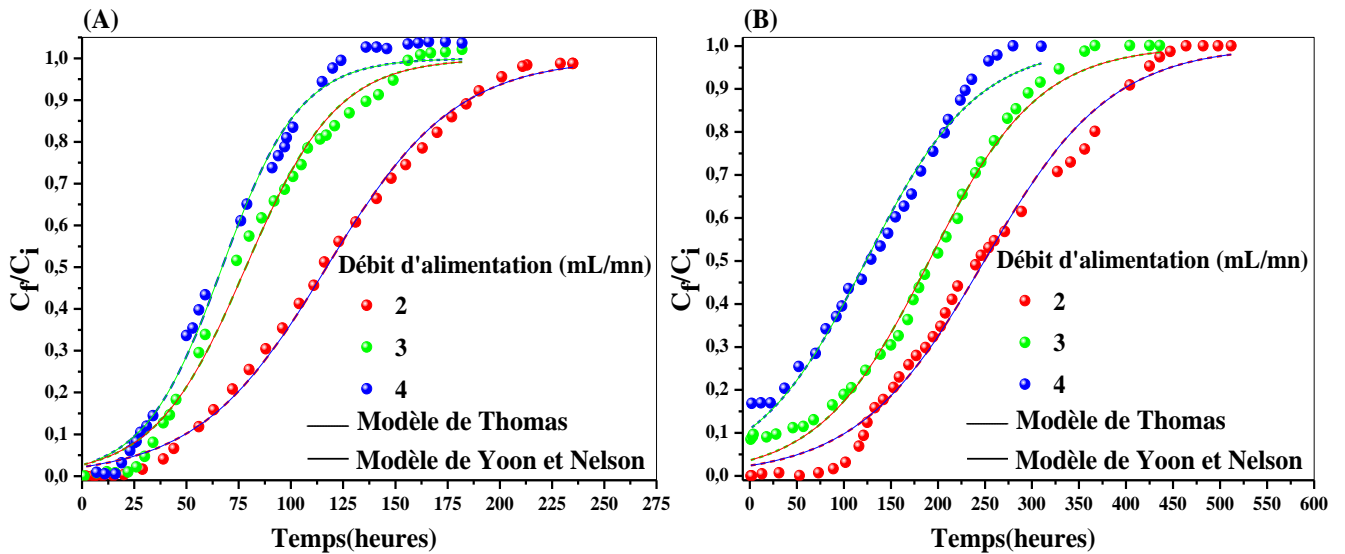 (A)
1,0
0,9
0,8
0,7
0,6
0,5
0,4
0,3
0,2
0,1
0,0
Cf/Ci
Débit d'alimentation (mL/mn)
2
3
4
Modèle de Thomas
Modèle de Yoon et Nelson
0 25 50 75 100 125 150 175 200 225 250 275
Temps(heures)
(B)
1,0
0,9
0,8
0,7
0,6
0,5
0,4
0,3
0,2
0,1
0,0
Cf/Ci
Débit d'alimentation (mL/mn)
2
3
4
Modèle de Thomas
Modèle de Yoon et Nelson
0 50 100 150 200 250 300 350 400 450 500 550 600
Temps(heures)